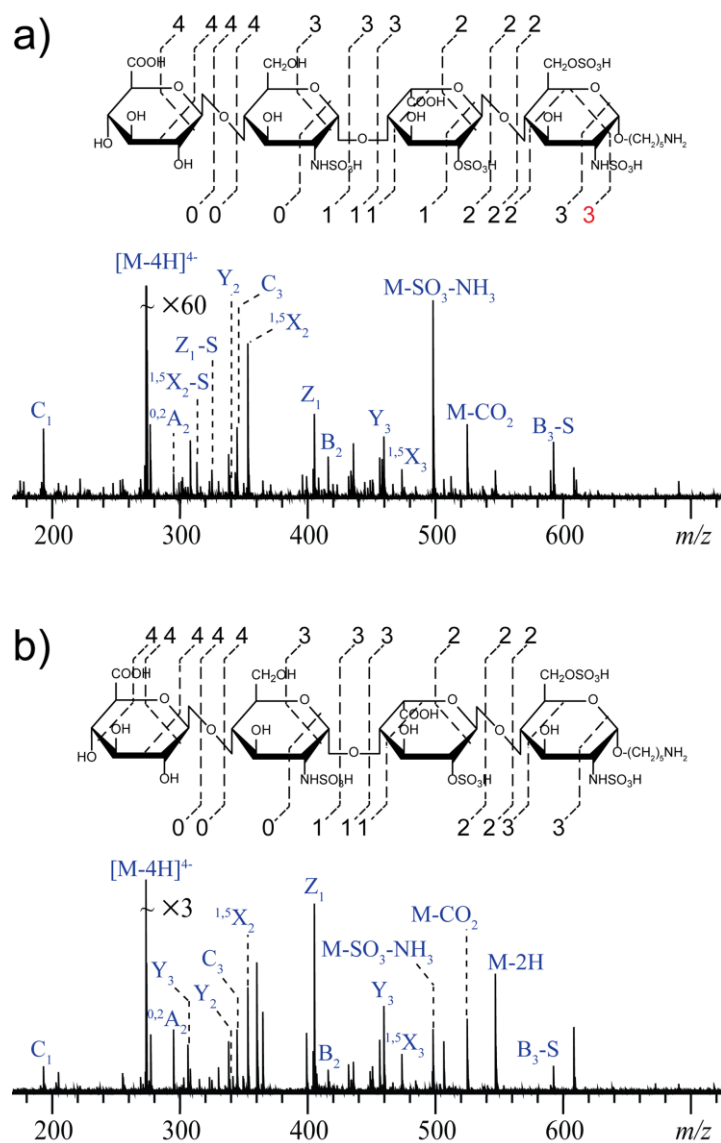 a)
4 4 4 4 3 3 3 2 2 2
COOH O CH₂OH O COOH O CH₂OSO₃H O
HO OH O OH O OH O OH O-(CH₂)₅NH₂
OH NHSO₃H OSO₃H NHSO₃H
0 0 0 1 1 1 1 2 2 2 3 3
[M-4H]⁴⁻
~ ×60
Y₂
C₃
M-SO₃-NH₃
¹,⁵X₂
Z₁-S
¹,⁵X₂-S
C₁
⁰,²A₂
Z₁
B₂
Y₃
¹,⁵X₃
M-CO₂
B₃-S
200 300 400 500 600 m/z
b)
4 4 4 4 4 3 3 3 2 2 2
COOH O CH₂OH O COOH O CH₂OSO₃H O
HO OH O OH O OH O OH O-(CH₂)₅NH₂
OH NHSO₃H OSO₃H NHSO₃H
0 0 0 1 1 1 2 2 3 3
[M-4H]⁴⁻
~ ×3
Z₁
¹,⁵X₂
M-CO₂
M-SO₃-NH₃
C₃
Y₃
Y₂
M-2H
⁰,²A₂
Y₃
C₁
B₂
¹,⁵X₃
B₃-S
200 300 400 500 600 m/z